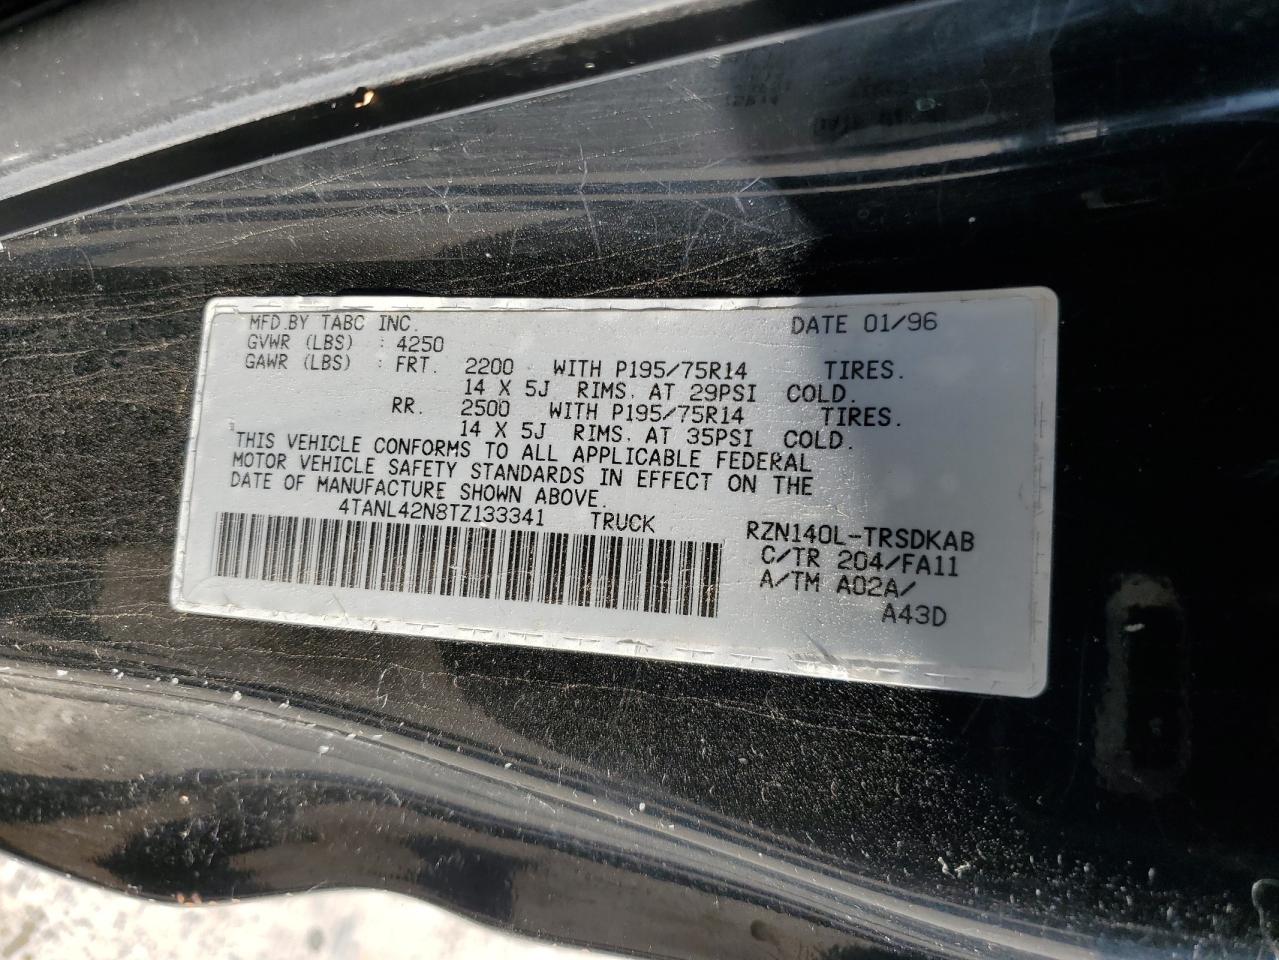 MFD.BY TABC INC. DATE 01/96
GVWR (LBS) : 4250
GAWR (LBS) : FRT. 2200 WITH P195/75R14 TIRES.
14 X 5J RIMS. AT 29PSI COLD.
RR. 2500 WITH P195/75R14 TIRES.
14 X 5J RIMS. AT 35PSI COLD.
THIS VEHICLE CONFORMS TO ALL APPLICABLE FEDERAL
MOTOR VEHICLE SAFETY STANDARDS IN EFFECT ON THE
DATE OF MANUFACTURE SHOWN ABOVE.
4TANL42N8TZ133341 TRUCK RZN140L-TRSDKAB
C/TR 204/FA11
A/TM A02A/
A43D